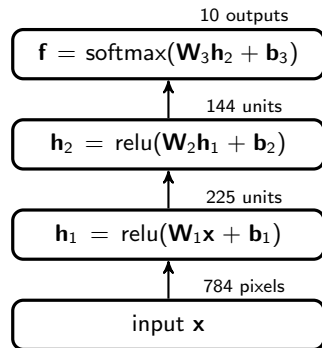 10 outputs
f = softmax(W₃h₂ + b₃)
144 units
h₂ = relu(W₂h₁ + b₂)
225 units
h₁ = relu(W₁x + b₁)
784 pixels
input x